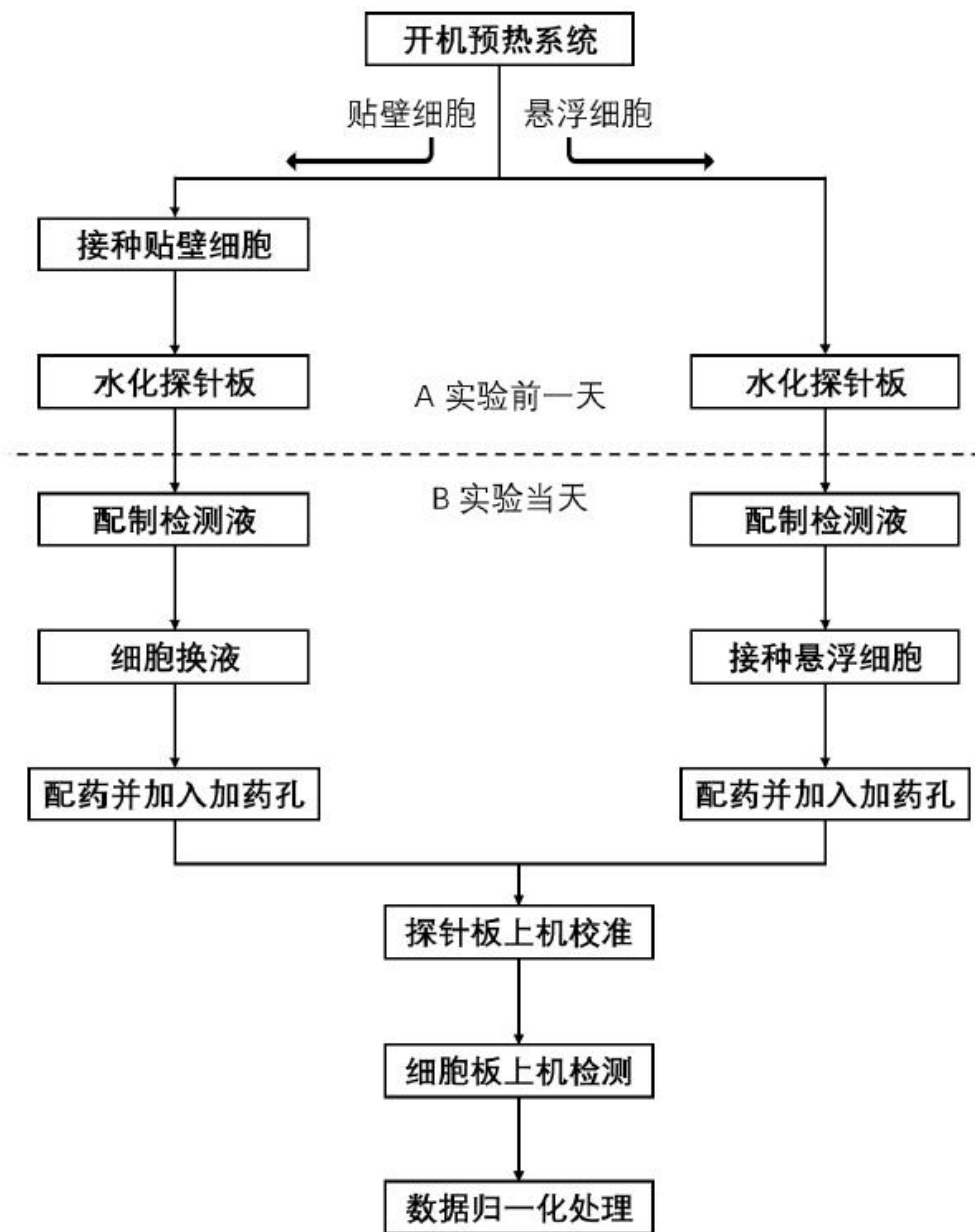 开机预热系统
贴壁细胞
悬浮细胞
接种贴壁细胞
水化探针板
A 实验前一天
水化探针板
B 实验当天
配制检测液
配制检测液
细胞换液
接种悬浮细胞
配药并加入加药孔
配药并加入加药孔
探针板上机校准
细胞板上机检测
数据归一化处理